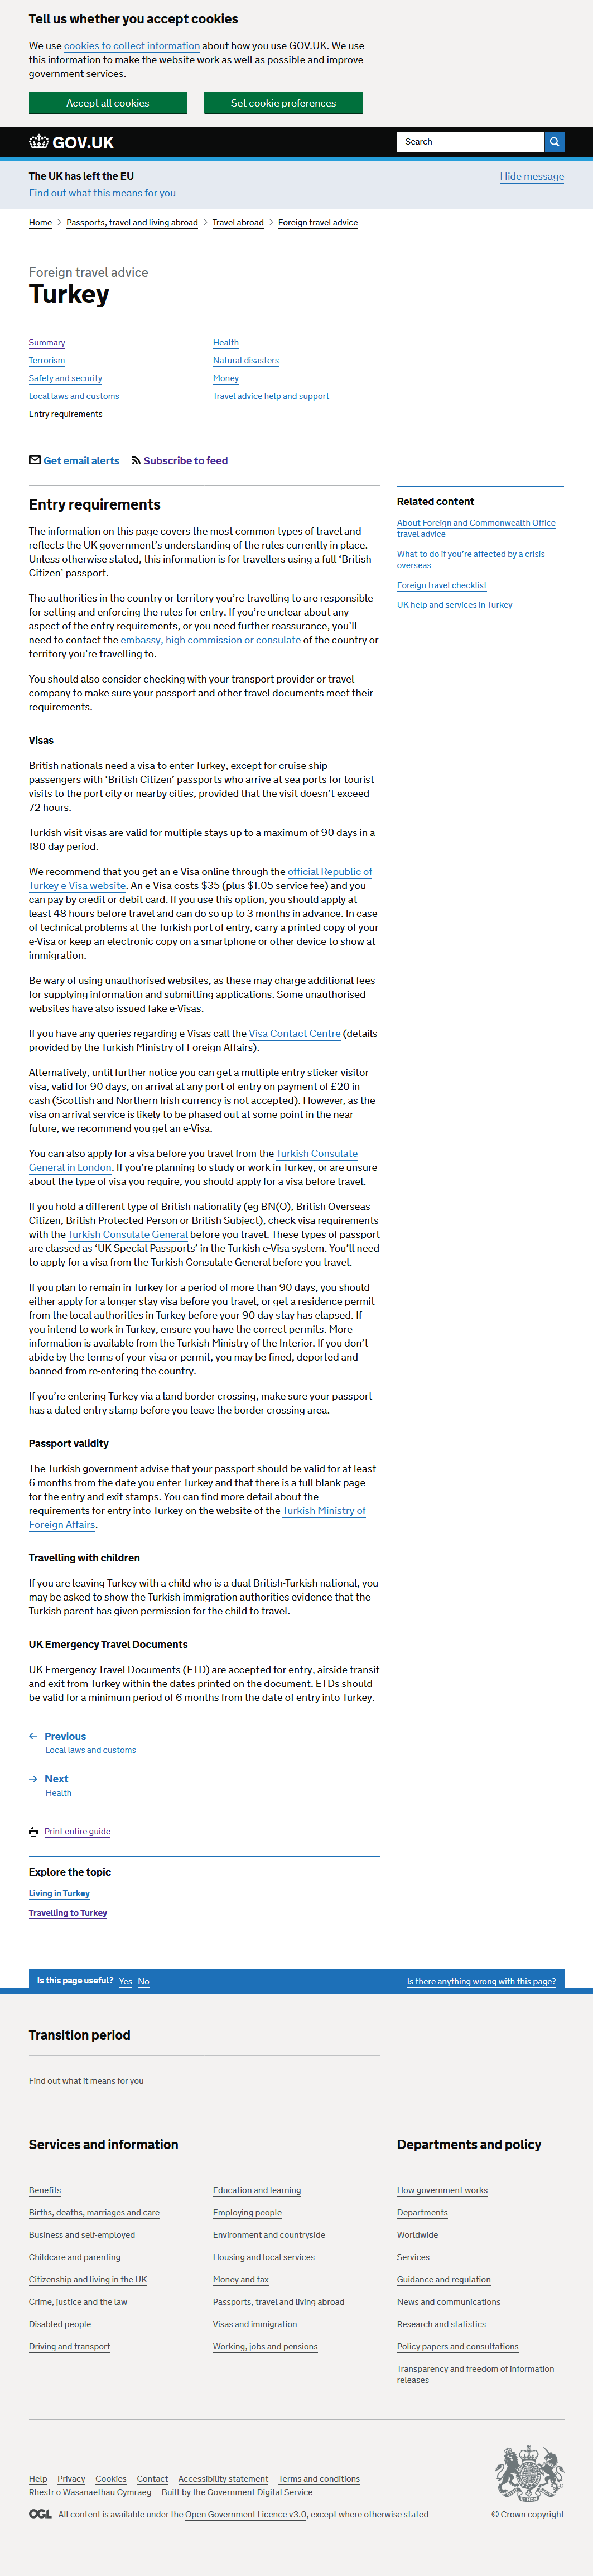 Tell us whether you accept cookies
We use cookies to collect information about how you use GOV.UK. We use
this information to make the website work as well as possible and improve
government services.
Accept all cookies
Set cookie preferences
GOV.UK
Search
The UK has left the EU
Hide message
Find out what this means for you
Home
Passports, travel and living abroad
Travel abroad
Foreign travel advice
Foreign travel advice
Turkey
Summary
Terrorism
Safety and security
Local laws and customs
Entry requirements
Health
Natural disasters
Money
Travel advice help and support
Get email alerts
Subscribe to feed
Entry requirements
The information on this page covers the most common types of travel and
reflects the UK government’s understanding of the rules currently in place.
Unless otherwise stated, this information is for travellers using a full ‘British
Citizen’ passport.
The authorities in the country or territory you’re travelling to are responsible
for setting and enforcing the rules for entry. If you’re unclear about any
aspect of the entry requirements, or you need further reassurance, you’ll
need to contact the embassy, high commission or consulate of the country or
territory you’re travelling to.
You should also consider checking with your transport provider or travel
company to make sure your passport and other travel documents meet their
requirements.
Visas
British nationals need a visa to enter Turkey, except for cruise ship
passengers with ‘British Citizen’ passports who arrive at sea ports for tourist
visits to the port city or nearby cities, provided that the visit doesn’t exceed
72 hours.
Turkish visit visas are valid for multiple stays up to a maximum of 90 days in a
180 day period.
We recommend that you get an e-Visa online through the official Republic of
Turkey e-Visa website. An e-Visa costs $35 (plus $1.05 service fee) and you
can pay by credit or debit card. If you use this option, you should apply at
least 48 hours before travel and can do so up to 3 months in advance. In case
of technical problems at the Turkish port of entry, carry a printed copy of your
e-Visa or keep an electronic copy on a smartphone or other device to show at
immigration.
Be wary of using unauthorised websites, as these may charge additional fees
for supplying information and submitting applications. Some unauthorised
websites have also issued fake e-Visas.
If you have any queries regarding e-Visas call the Visa Contact Centre (details
provided by the Turkish Ministry of Foreign Affairs).
Alternatively, until further notice you can get a multiple entry sticker visitor
visa, valid for 90 days, on arrival at any port of entry on payment of £20 in
cash (Scottish and Northern Irish currency is not accepted). However, as the
visa on arrival service is likely to be phased out at some point in the near
future, we recommend you get an e-Visa.
You can also apply for a visa before you travel from the Turkish Consulate
General in London. If you’re planning to study or work in Turkey, or are unsure
about the type of visa you require, you should apply for a visa before travel.
If you hold a different type of British nationality (eg BN(O), British Overseas
Citizen, British Protected Person or British Subject), check visa requirements
with the Turkish Consulate General before you travel. These types of passport
are classed as ‘UK Special Passports’ in the Turkish e-Visa system. You’ll need
to apply for a visa from the Turkish Consulate General before you travel.
If you plan to remain in Turkey for a period of more than 90 days, you should
either apply for a longer stay visa before you travel, or get a residence permit
from the local authorities in Turkey before your 90 day stay has elapsed. If
you intend to work in Turkey, ensure you have the correct permits. More
information is available from the Turkish Ministry of the Interior. If you don’t
abide by the terms of your visa or permit, you may be fined, deported and
banned from re-entering the country.
If you’re entering Turkey via a land border crossing, make sure your passport
has a dated entry stamp before you leave the border crossing area.
Passport validity
The Turkish government advise that your passport should be valid for at least
6 months from the date you enter Turkey and that there is a full blank page
for the entry and exit stamps. You can find more detail about the
requirements for entry into Turkey on the website of the Turkish Ministry of
Foreign Affairs.
Travelling with children
If you are leaving Turkey with a child who is a dual British-Turkish national, you
may be asked to show the Turkish immigration authorities evidence that the
Turkish parent has given permission for the child to travel.
UK Emergency Travel Documents
UK Emergency Travel Documents (ETD) are accepted for entry, airside transit
and exit from Turkey within the dates printed on the document. ETDs should
be valid for a minimum period of 6 months from the date of entry into Turkey.
Previous
Local laws and customs
Next
Health
Print entire guide
Explore the topic
Living in Turkey
Travelling to Turkey
Related content
About Foreign and Commonwealth Office
travel advice
What to do if you’re affected by a crisis
overseas
Foreign travel checklist
UK help and services in Turkey
Is this page useful?
Yes
No
Is there anything wrong with this page?
Transition period
Find out what it means for you
Services and information
Benefits
Births, deaths, marriages and care
Business and self-employed
Childcare and parenting
Citizenship and living in the UK
Crime, justice and the law
Disabled people
Driving and transport
Education and learning
Employing people
Environment and countryside
Housing and local services
Money and tax
Passports, travel and living abroad
Visas and immigration
Working, jobs and pensions
Departments and policy
How government works
Departments
Worldwide
Services
Guidance and regulation
News and communications
Research and statistics
Policy papers and consultations
Transparency and freedom of information
releases
Help
Privacy
Cookies
Contact
Accessibility statement
Terms and conditions
Rhestr o Wasanaethau Cymraeg
Built by the Government Digital Service
OGL
All content is available under the Open Government Licence v3.0, except where otherwise stated
© Crown copyright